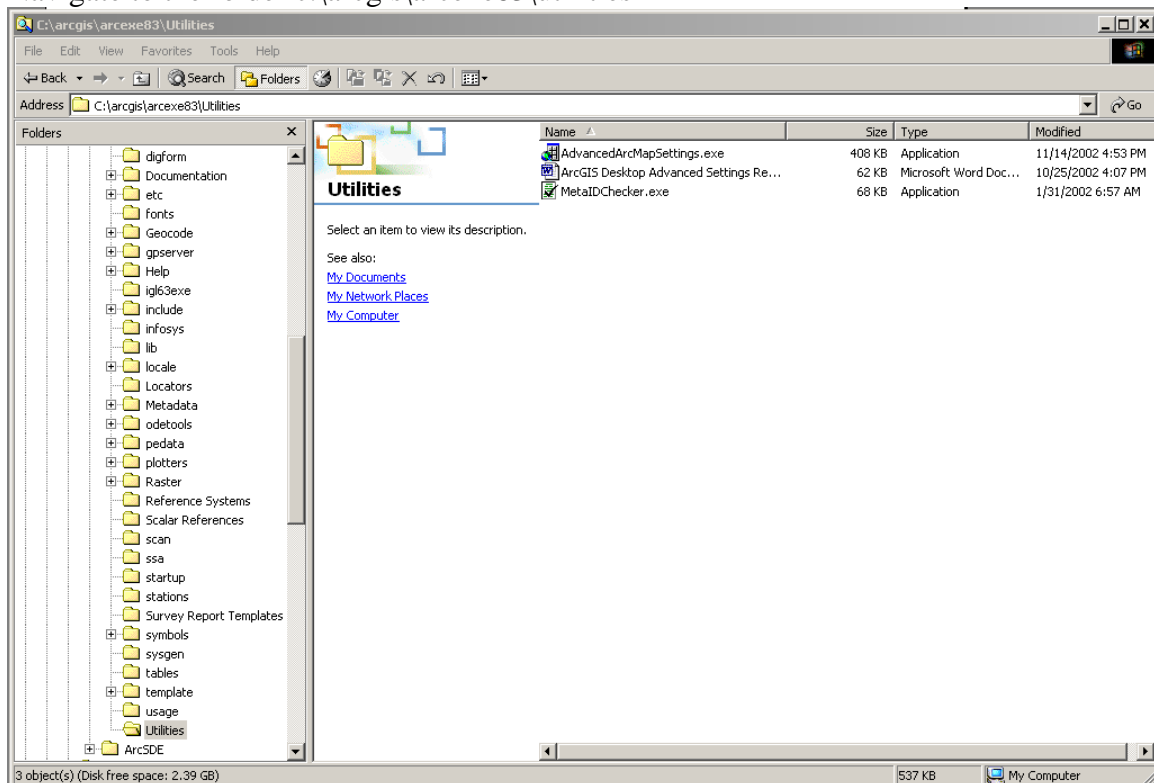 C:\arcgis\arcexe83\Utilities
File Edit View Favorites Tools Help
Back Search Folders
Address C:\arcgis\arcexe83\Utilities Go
Folders
digform
Documentation
etc
fonts
Geocode
gpserver
Help
igl63exe
include
infosys
lib
locale
Locators
Metadata
odetools
pedata
plotters
Raster
Reference Systems
Scalar References
scan
ssa
startup
stations
Survey Report Templates
symbols
sysgen
tables
template
usage
Utilities
ArcSDE
Utilities
Select an item to view its description.
See also:
My Documents
My Network Places
My Computer
Name Size Type Modified
AdvancedArcMapSettings.exe 408 KB Application 11/14/2002 4:53 PM
ArcGIS Desktop Advanced Settings Re... 62 KB Microsoft Word Doc... 10/25/2002 4:07 PM
MetaIDChecker.exe 68 KB Application 1/31/2002 6:57 AM
3 object(s) (Disk free space: 2.39 GB) 537 KB My Computer